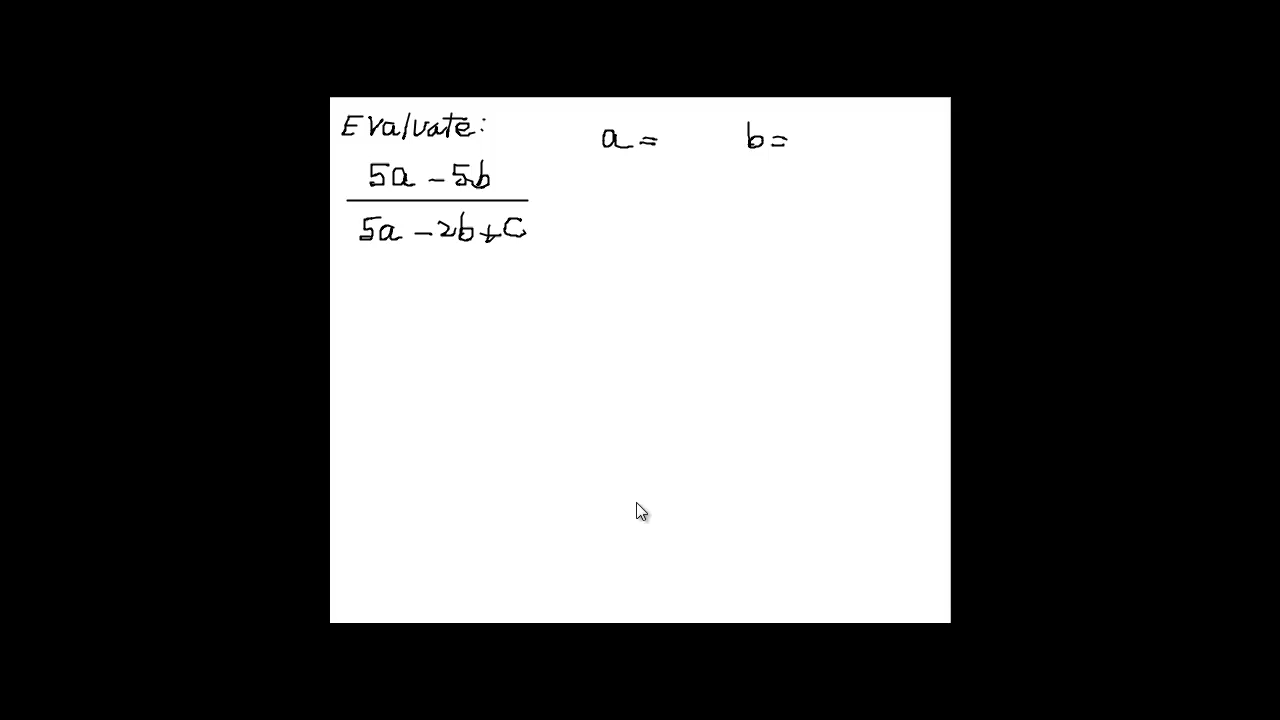 Evaluate: a= b=
5a - 5b
5a - 2b + C